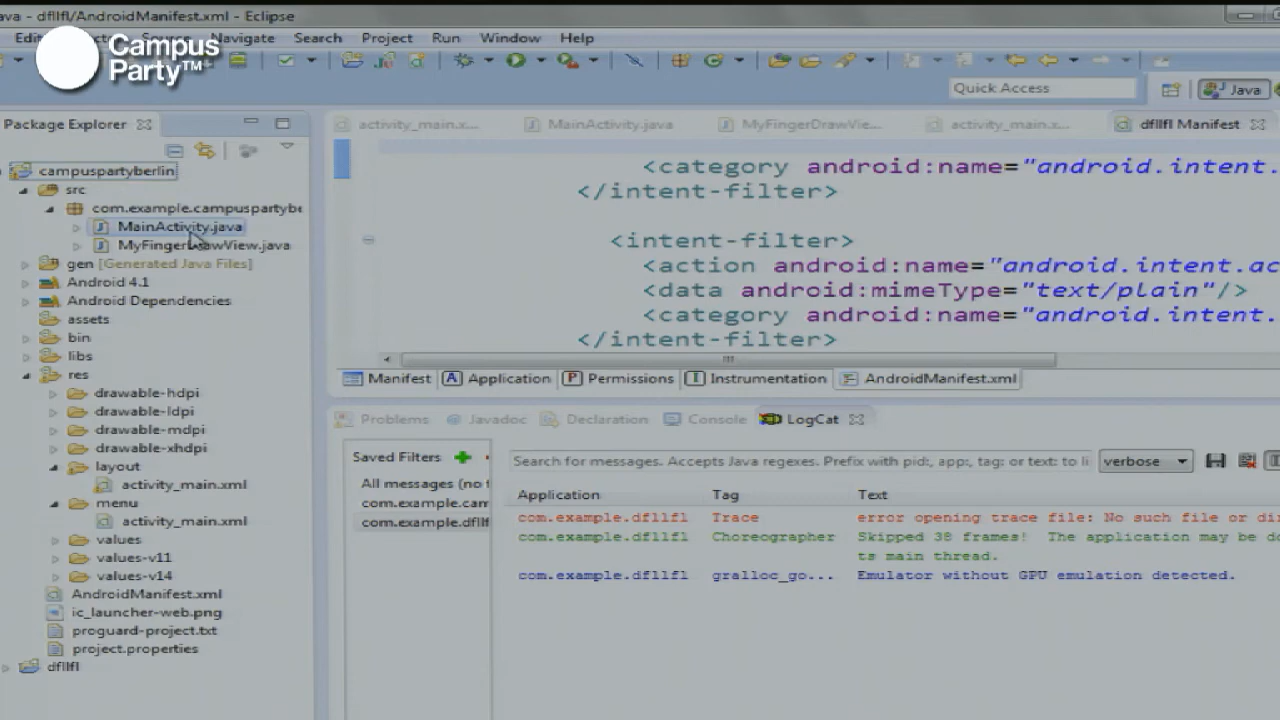 ava - dfllfl/AndroidManifest.xml - Eclipse
Edit Source Navigate Search Project Run Window Help
Campus
Party™
Quick Access
Java
Package Explorer
activity_main.x...
MainActivity.java
MyFingerDrawVie...
activity_main.x...
dfllfl Manifest
campuspartyberlin
src
com.example.campuspartybe
MainActivity.java
MyFingerDrawView.java
gen [Generated Java Files]
Android 4.1
Android Dependencies
assets
bin
libs
res
drawable-hdpi
drawable-ldpi
drawable-mdpi
drawable-xhdpi
layout
activity_main.xml
menu
activity_main.xml
values
values-v11
values-v14
AndroidManifest.xml
ic_launcher-web.png
proguard-project.txt
project.properties
dfllfl
<category android:name="android.intent.
</intent-filter>
<intent-filter>
<action android:name="android.intent.ac
<data android:mimeType="text/plain"/>
<category android:name="android.intent.
</intent-filter>
Manifest Application Permissions Instrumentation AndroidManifest.xml
Problems Javadoc Declaration Console LogCat
Saved Filters
All messages (no f
com.example.cam
com.example.dfllf
Search for messages. Accepts Java regexes. Prefix with pid:, app:, tag: or text: to li
verbose
Application Tag Text
com.example.dfllfl Trace error opening trace file: No such file or di
com.example.dfllfl Choreographer Skipped 38 frames! The application may be do
ts main thread.
com.example.dfllfl gralloc_go... Emulator without GPU emulation detected.